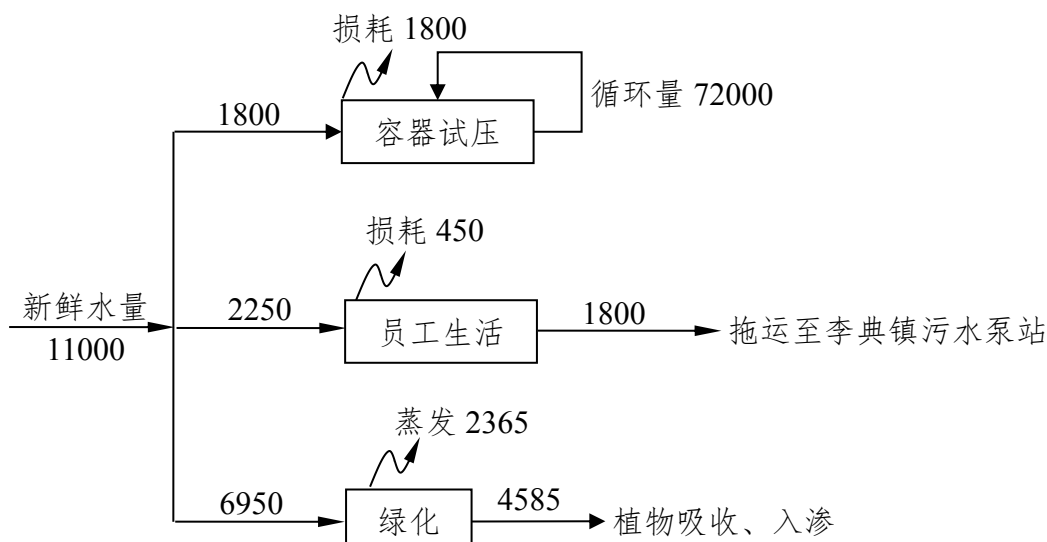 损耗 1800
循环量 72000
1800
容器试压
损耗 450
新鲜水量
11000
2250
员工生活
1800
拖运至李典镇污水泵站
蒸发 2365
6950
绿化
4585
植物吸收、入渗